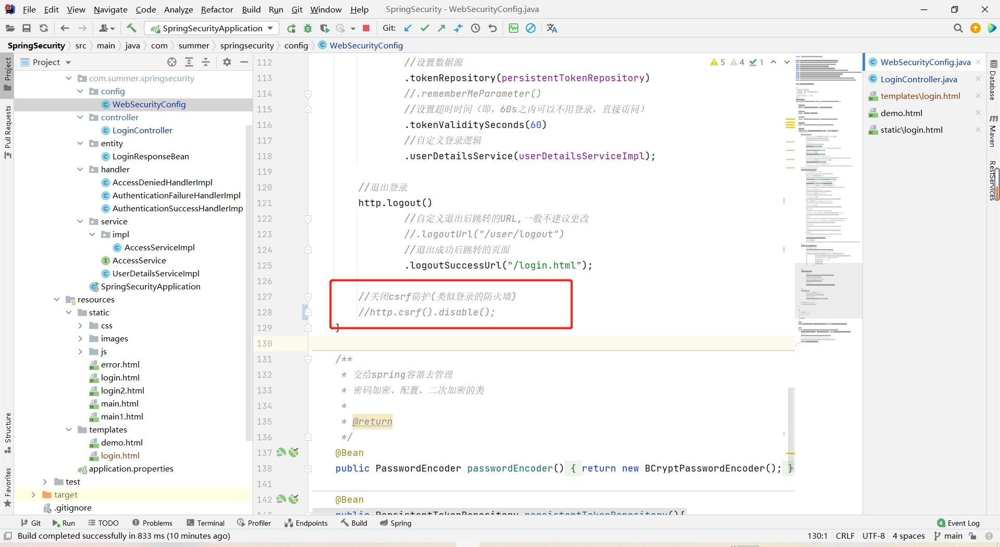 File Edit View Navigate Code Analyze Refactor Build Run Git Window Help SpringSecurity - WebSecurityConfig.java
SpringSecurityApplication Git:
SpringSecurity src main java com summer springsecurity config WebSecurityConfig
Project
Project
Pull Requests
Structure
Favorites
com.summer.springsecurity
config
WebSecurityConfig
controller
LoginController
entity
LoginResponseBean
handler
AccessDeniedHandlerImpl
AuthenticationFailureHandlerImpl
AuthenticationSuccessHandlerImp
service
impl
AccessServiceImpl
AccessService
UserDetailsServiceImpl
SpringSecurityApplication
resources
static
css
images
js
error.html
login.html
login2.html
main.html
main1.html
templates
demo.html
login.html
application.properties
test
target
.gitignore
5 4 1
112 //设置数据源
113 .tokenRepository(persistentTokenRepository)
114 //.rememberMeParameter()
115 //设置超时时间（即，60s之内可以不用登录，直接访问）
116 .tokenValiditySeconds(60)
117 //自定义登录逻辑
118 .userDetailsService(userDetailsServiceImpl);
119
120 //退出登录
121 http.logout()
122 //自定义退出后跳转的URL,一般不建议更改
123 //.logoutUrl("/user/logout")
124 //退出成功后跳转的页面
125 .logoutSuccessUrl("/login.html");
126
127 //关闭csrf防护(类似登录的防火墙)
128 //http.csrf().disable();
129 }
130
131 /**
132 * 交给spring容器去管理
133 * 密码加密、配置、二次加密的类
134 *
135 * @return
136 */
137 @Bean
138 public PasswordEncoder passwordEncoder() { return new BCryptPasswordEncoder(); }
141
142 @Bean
143 public PersistentTokenRepository persistentTokenRepository(){
WebSecurityConfig.java
LoginController.java
templates\login.html
demo.html
static\login.html
Database
Maven
RestServices
Git Run TODO Problems Terminal Profiler Endpoints Build Spring 4 Event Log
Build completed successfully in 833 ms (10 minutes ago) 130:1 CRLF UTF-8 4 spaces main